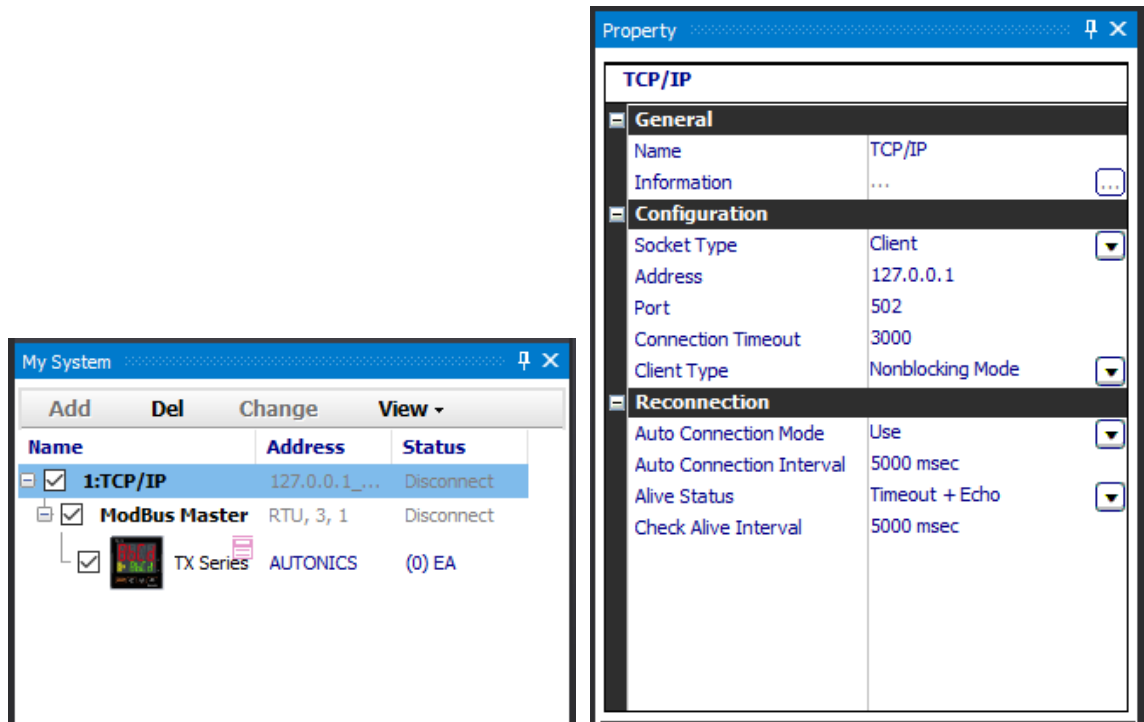 My System
Add Del Change View
Name Address Status
1:TCP/IP 127.0.0.1_... Disconnect
ModBus Master RTU, 3, 1 Disconnect
TX Series AUTONICS (0) EA
Property
TCP/IP
General
Name TCP/IP
Information ... ...
Configuration
Socket Type Client
Address 127.0.0.1
Port 502
Connection Timeout 3000
Client Type Nonblocking Mode
Reconnection
Auto Connection Mode Use
Auto Connection Interval 5000 msec
Alive Status Timeout + Echo
Check Alive Interval 5000 msec